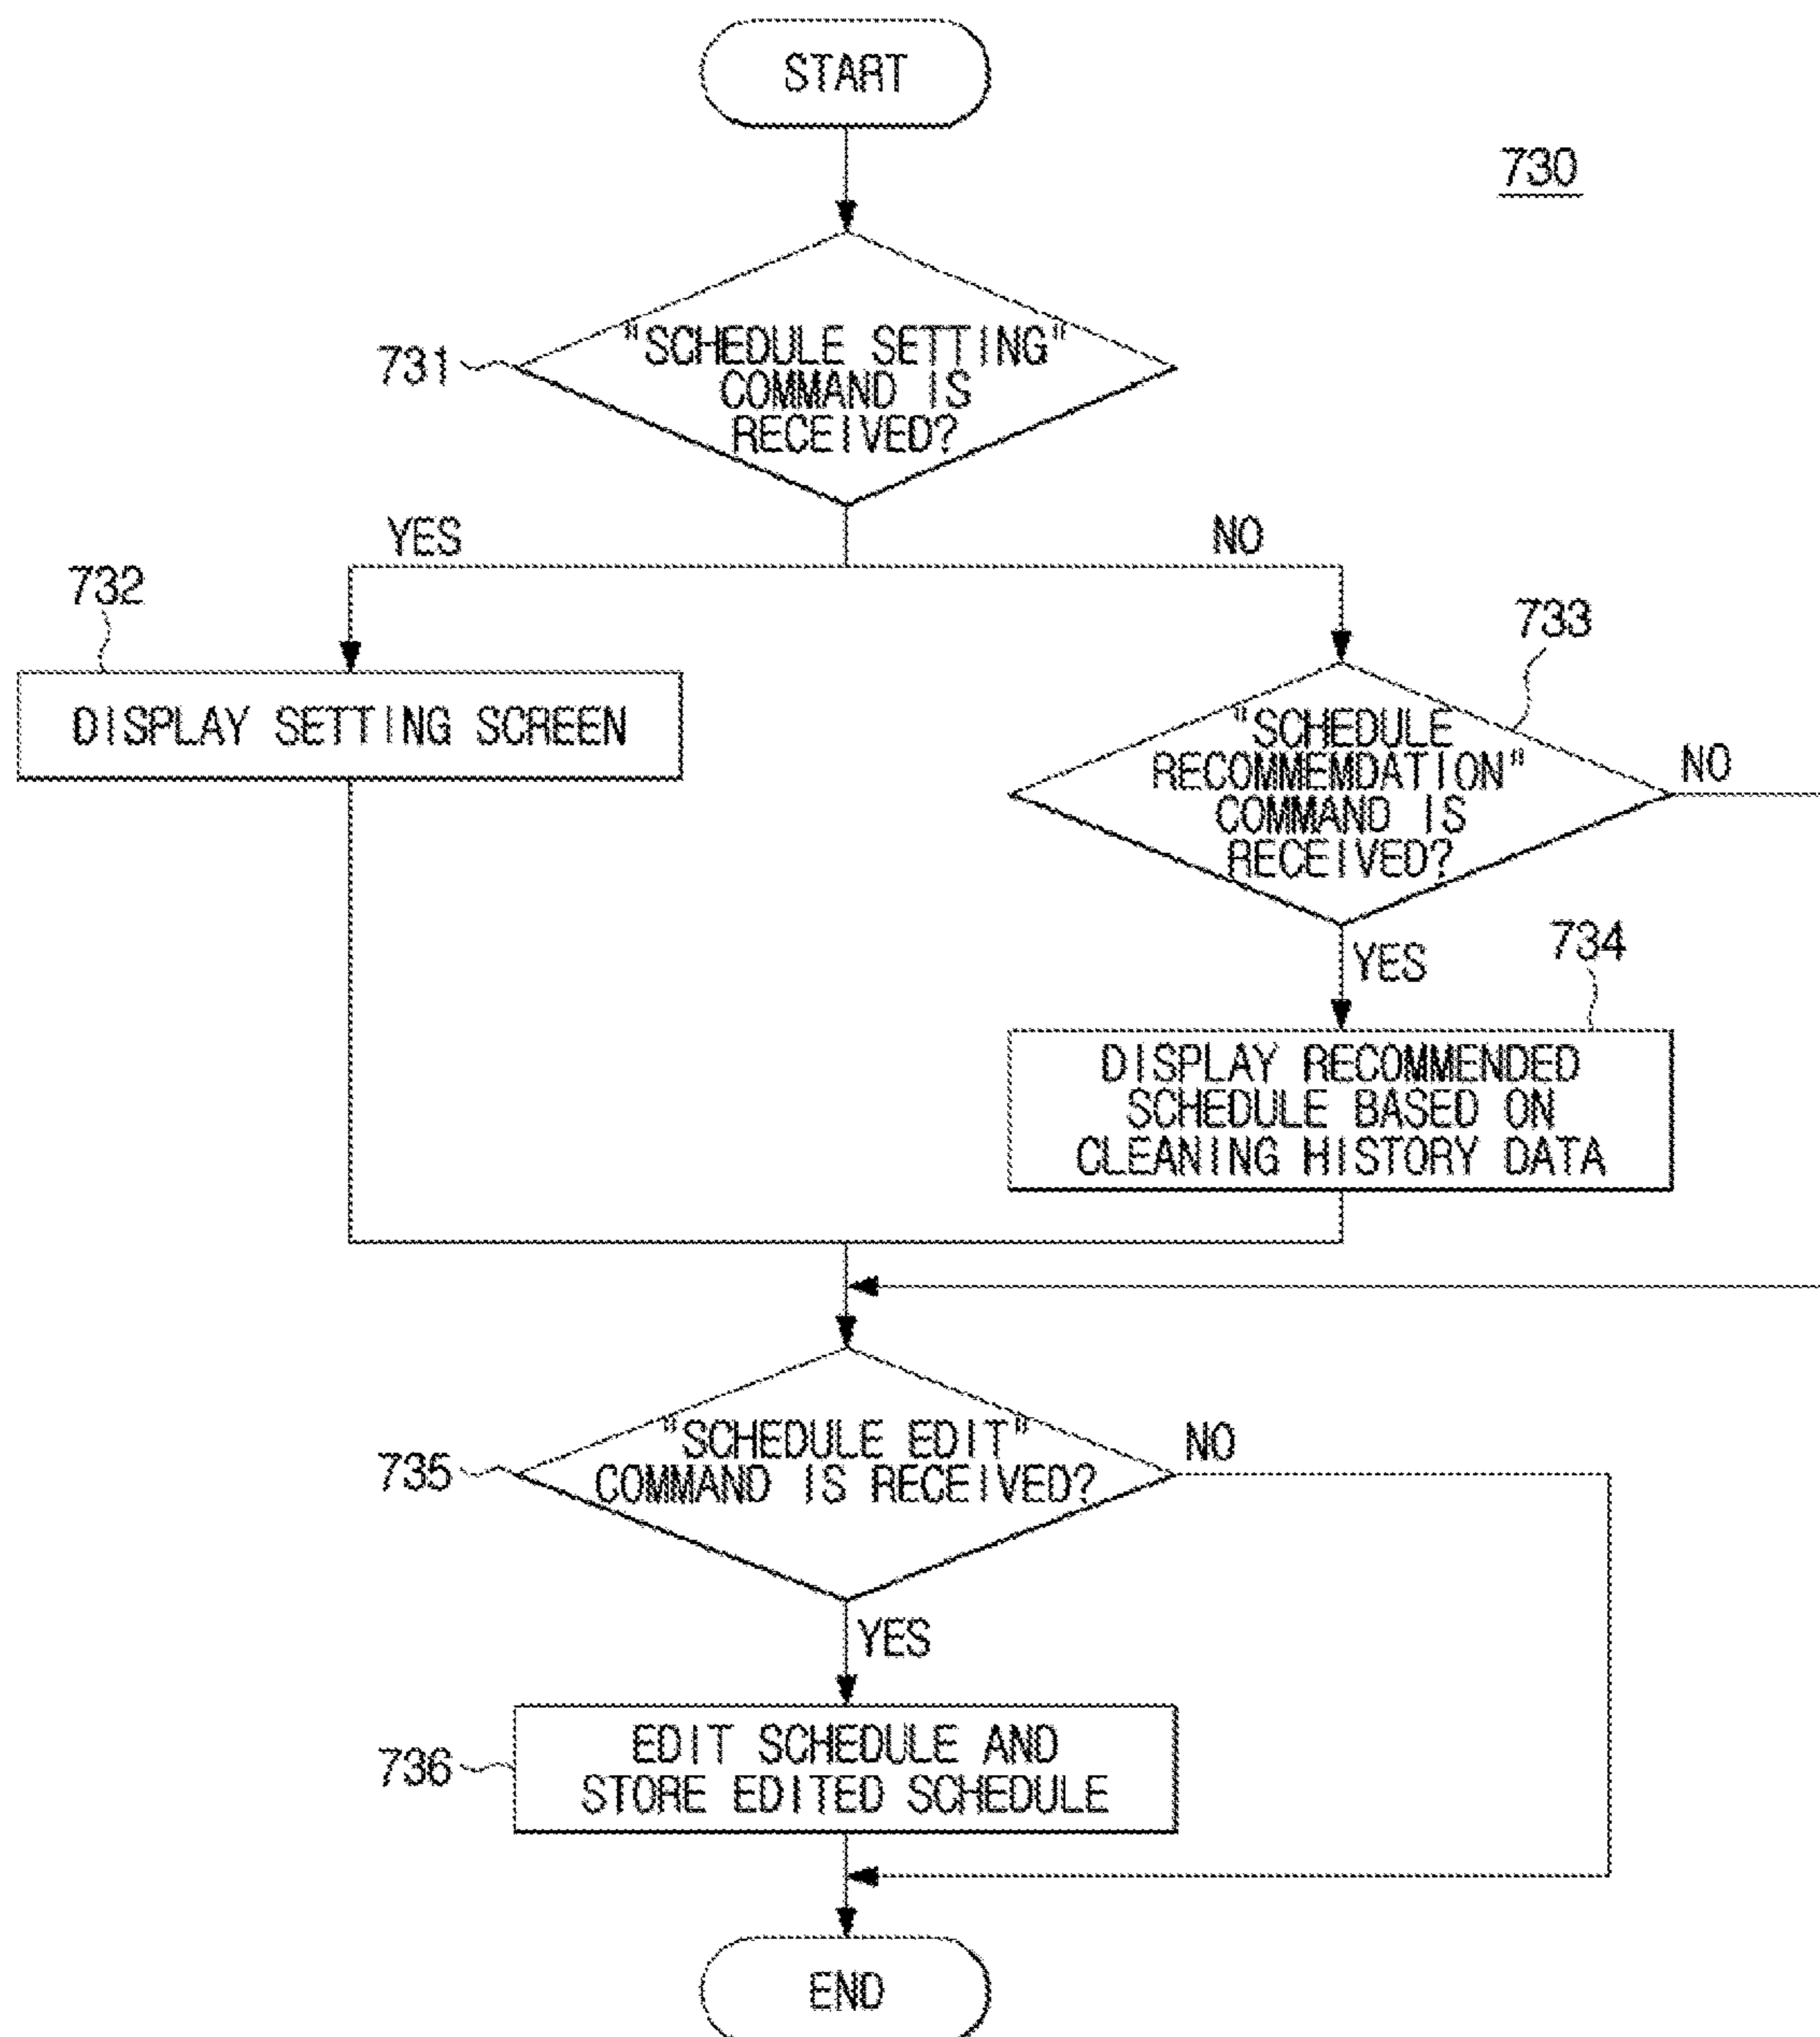 START
730
731
"SCHEDULE SETTING"
COMMAND IS
RECEIVED?
YES
NO
732
DISPLAY SETTING SCREEN
733
"SCHEDULE
RECOMMEMDATION"
COMMAND IS
RECEIVED?
NO
YES
734
DISPLAY RECOMMENDED
SCHEDULE BASED ON
CLEANING HISTORY DATA
735
"SCHEDULE EDIT"
COMMAND IS RECEIVED?
NO
YES
736
EDIT SCHEDULE AND
STORE EDITED SCHEDULE
END